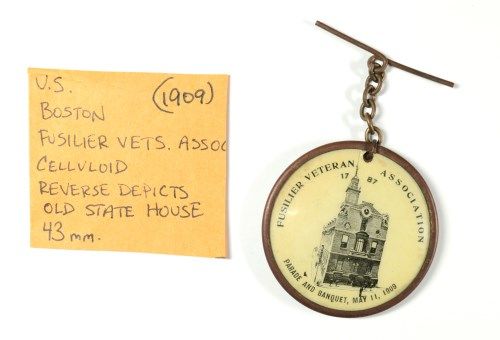 U.S.
(1909)
BOSTON
FUSILIER VETS. ASSOC
CELLULOID
REVERSE DEPICTS
OLD STATE HOUSE
43 mm.
FUSILIER VETERAN ASSOCIATION
17 87
PARADE AND BANQUET, MAY 11, 1909